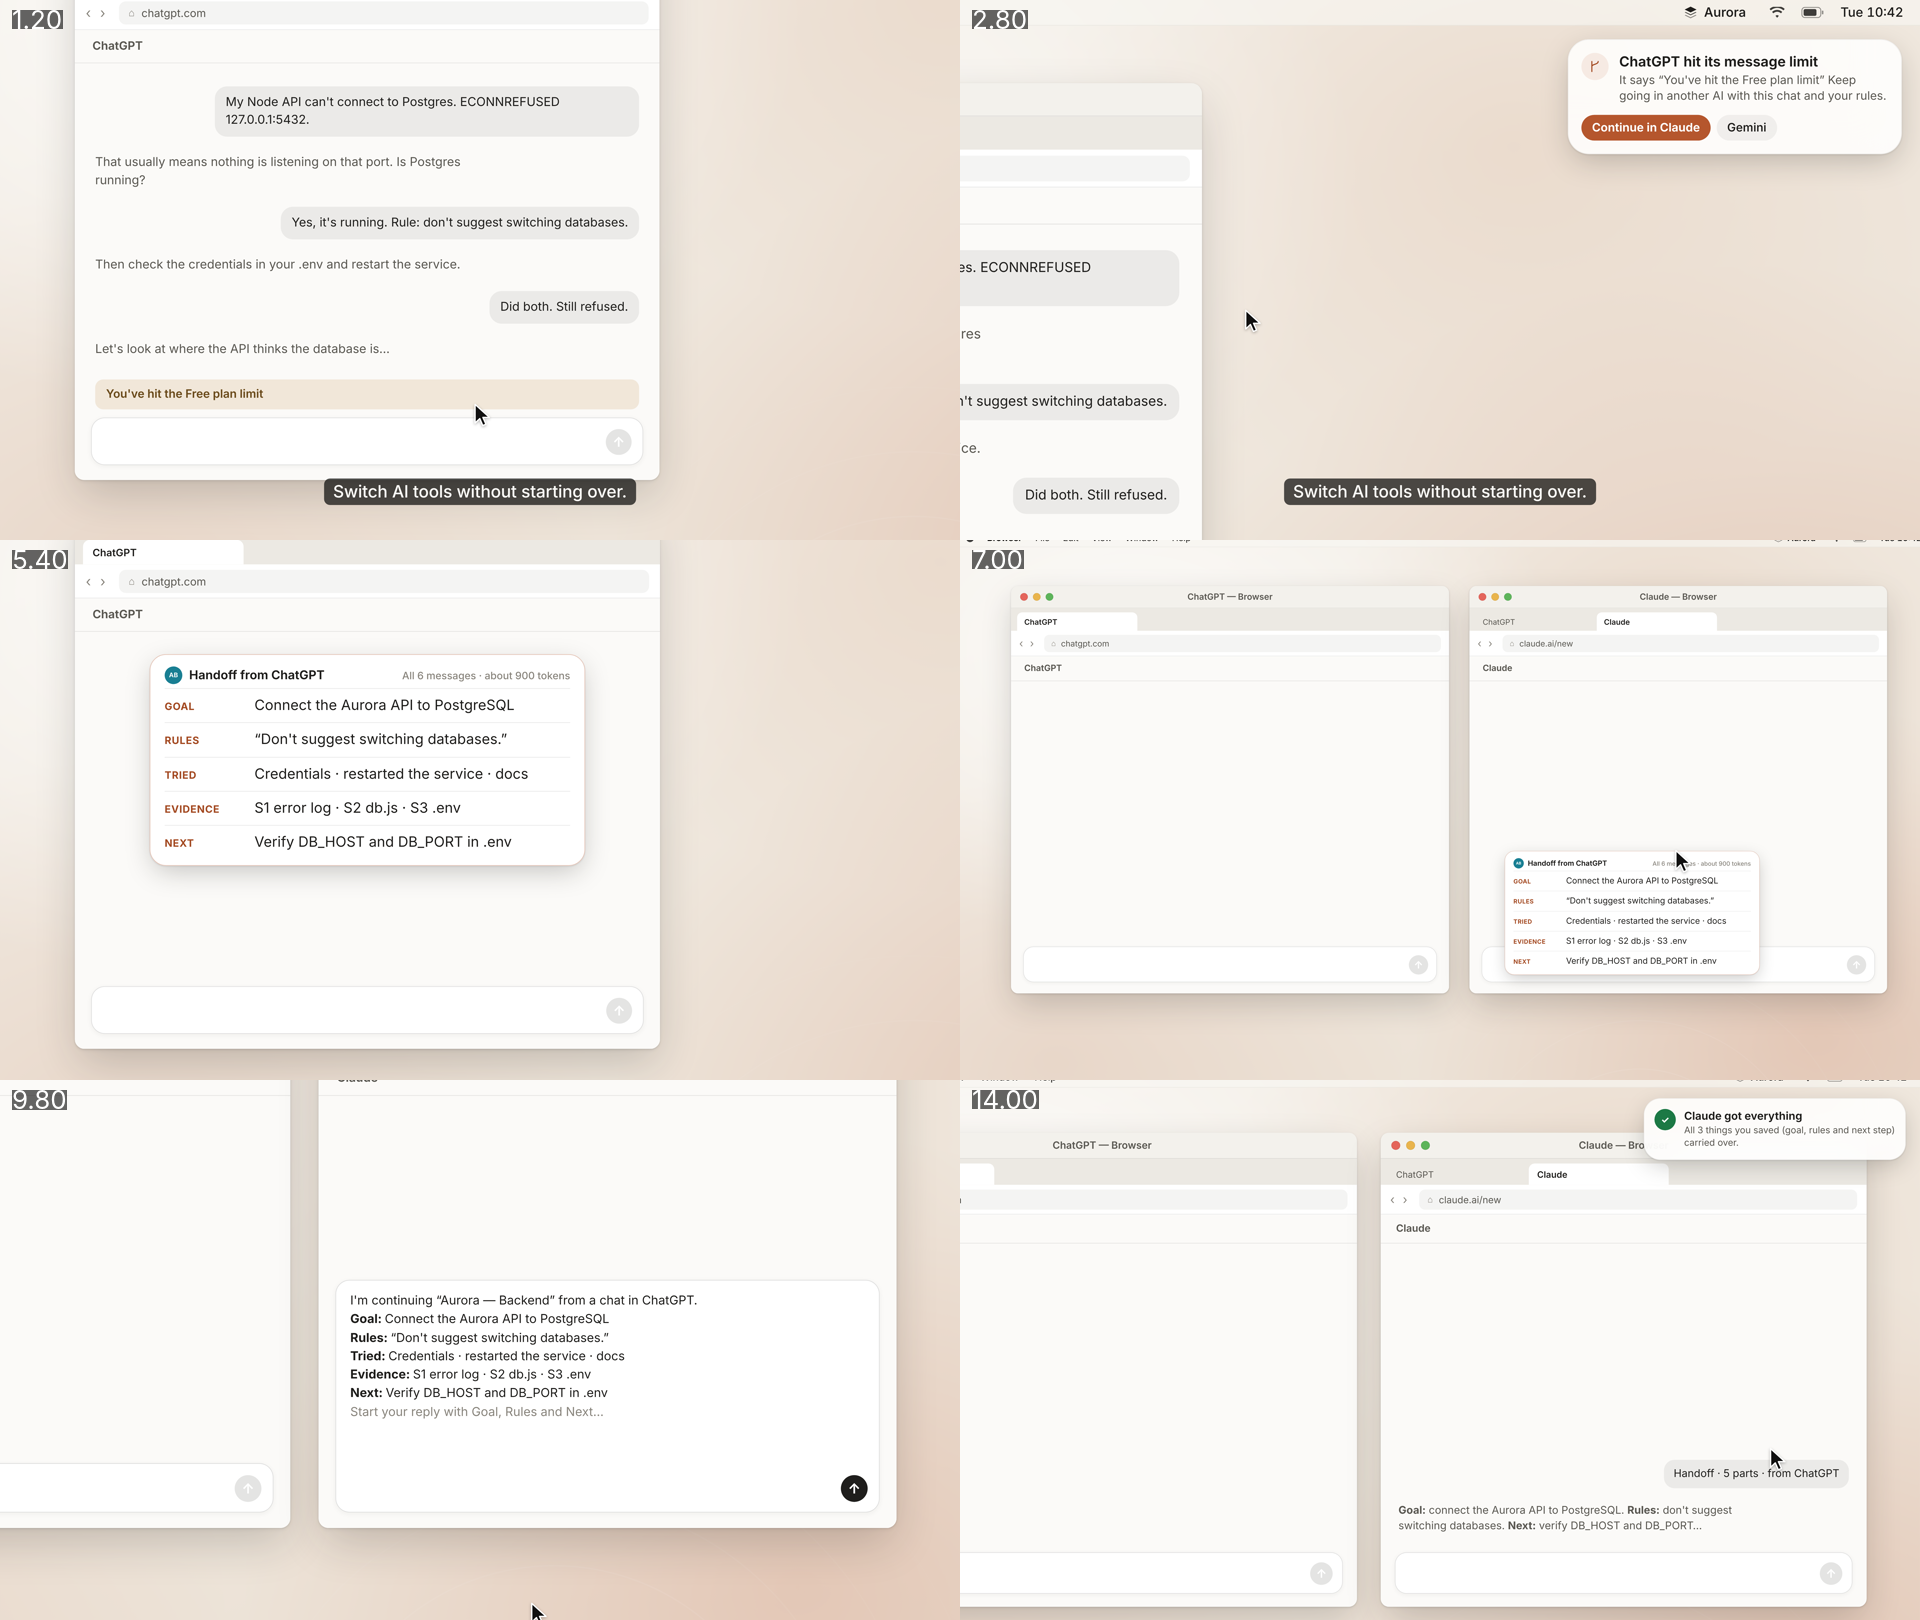 1.20
chatgpt.com
ChatGPT
My Node API can't connect to Postgres. ECONNREFUSED
127.0.0.1:5432.
That usually means nothing is listening on that port. Is Postgres
running?
Yes, it's running. Rule: don't suggest switching databases.
Then check the credentials in your .env and restart the service.
Did both. Still refused.
Let's look at where the API thinks the database is...
You've hit the Free plan limit
Switch AI tools without starting over.
2.80
Aurora
Tue 10:42
ChatGPT hit its message limit
It says “You've hit the Free plan limit” Keep
going in another AI with this chat and your rules.
Continue in Claude
Gemini
es. ECONNREFUSED
res
n't suggest switching databases.
ce.
Did both. Still refused.
Switch AI tools without starting over.
5.40
ChatGPT
chatgpt.com
ChatGPT
AB
Handoff from ChatGPT
All 6 messages · about 900 tokens
GOAL
Connect the Aurora API to PostgreSQL
RULES
“Don't suggest switching databases.”
TRIED
Credentials · restarted the service · docs
EVIDENCE
S1 error log · S2 db.js · S3 .env
NEXT
Verify DB_HOST and DB_PORT in .env
7.00
ChatGPT — Browser
ChatGPT
chatgpt.com
ChatGPT
Claude — Browser
ChatGPT
Claude
claude.ai/new
Claude
AB
Handoff from ChatGPT
All 6 messages · about 900 tokens
GOAL
Connect the Aurora API to PostgreSQL
RULES
“Don't suggest switching databases.”
TRIED
Credentials · restarted the service · docs
EVIDENCE
S1 error log · S2 db.js · S3 .env
NEXT
Verify DB_HOST and DB_PORT in .env
9.80
I'm continuing “Aurora — Backend” from a chat in ChatGPT.
Goal: Connect the Aurora API to PostgreSQL
Rules: “Don't suggest switching databases.”
Tried: Credentials · restarted the service · docs
Evidence: S1 error log · S2 db.js · S3 .env
Next: Verify DB_HOST and DB_PORT in .env
Start your reply with Goal, Rules and Next...
14.00
Claude got everything
All 3 things you saved (goal, rules and next step)
carried over.
ChatGPT — Browser
Claude — Bro
ChatGPT
Claude
claude.ai/new
Claude
Handoff · 5 parts · from ChatGPT
Goal: connect the Aurora API to PostgreSQL. Rules: don't suggest
switching databases. Next: verify DB_HOST and DB_PORT...